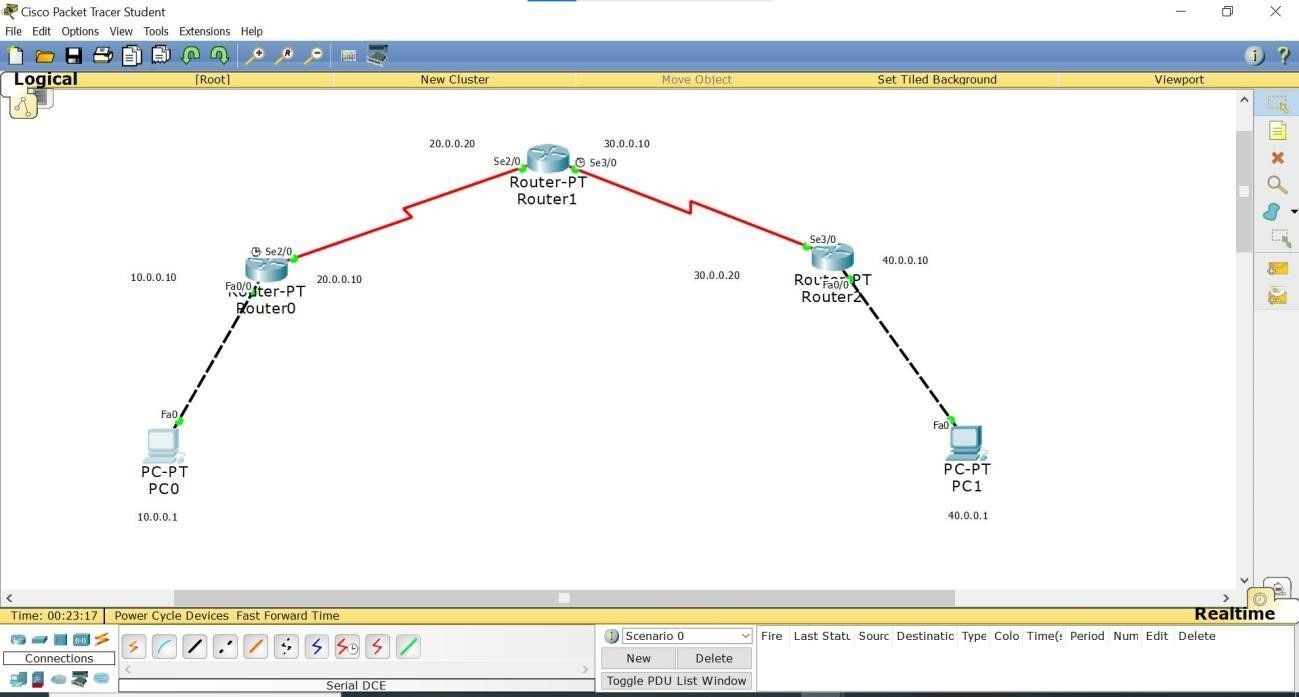 Cisco Packet Tracer Student
File Edit Options View Tools Extensions Help
Logical [Root] New Cluster Move Object Set Tiled Background Viewport
20.0.0.20 30.0.0.10
Se2/0 Se3/0
Router-PT
Router1
Se2/0
10.0.0.10 20.0.0.10
Fa0/0
Router-PT
Router0
Se3/0
40.0.0.10
30.0.0.20
Router-PT
Fa0/0
Router2
Fa0
PC-PT
PC0
10.0.0.1
Fa0
PC-PT
PC1
40.0.0.1
Time: 00:23:17 Power Cycle Devices Fast Forward Time
Realtime
Scenario 0
Fire Last Statu Sourc Destinatic Type Colo Time(s Period Num Edit Delete
Connections
New Delete
Toggle PDU List Window
Serial DCE